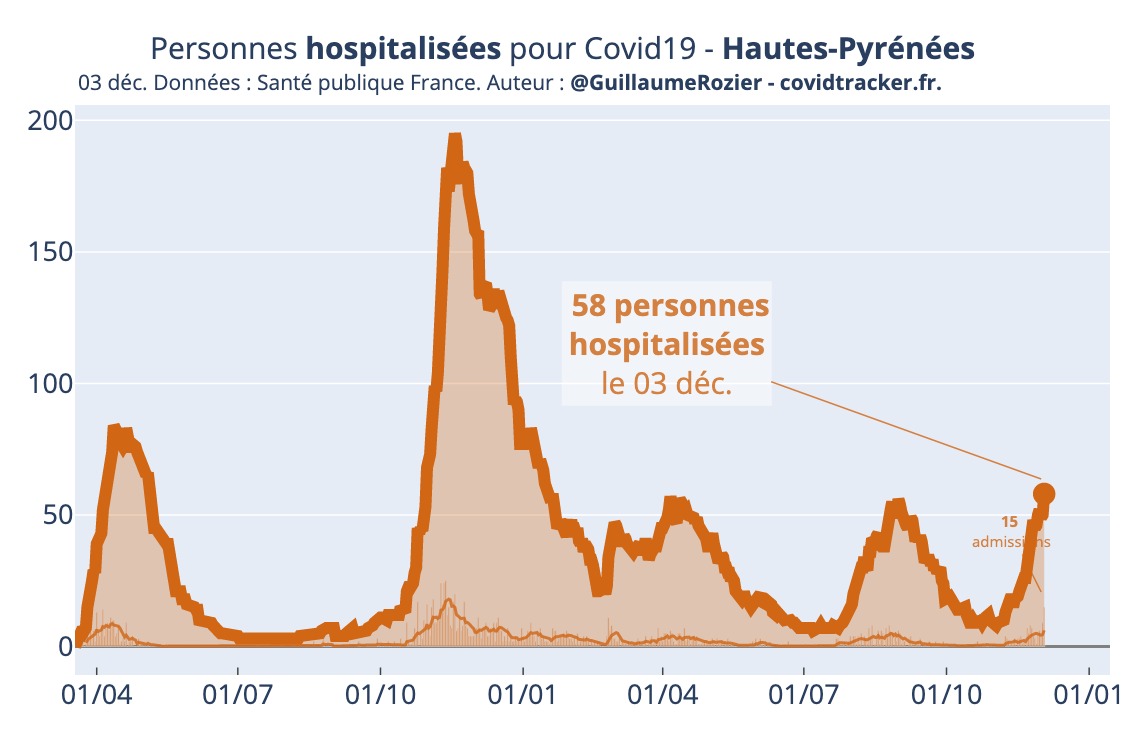 Personnes hospitalisées pour Covid19 - Hautes-Pyrénées
03 déc. Données : Santé publique France. Auteur : @GuillaumeRozier - covidtracker.fr.
200
150
100
50
0
58 personnes
hospitalisées
le 03 déc.
15
admissions
01/04 01/07 01/10 01/01 01/04 01/07 01/10 01/01